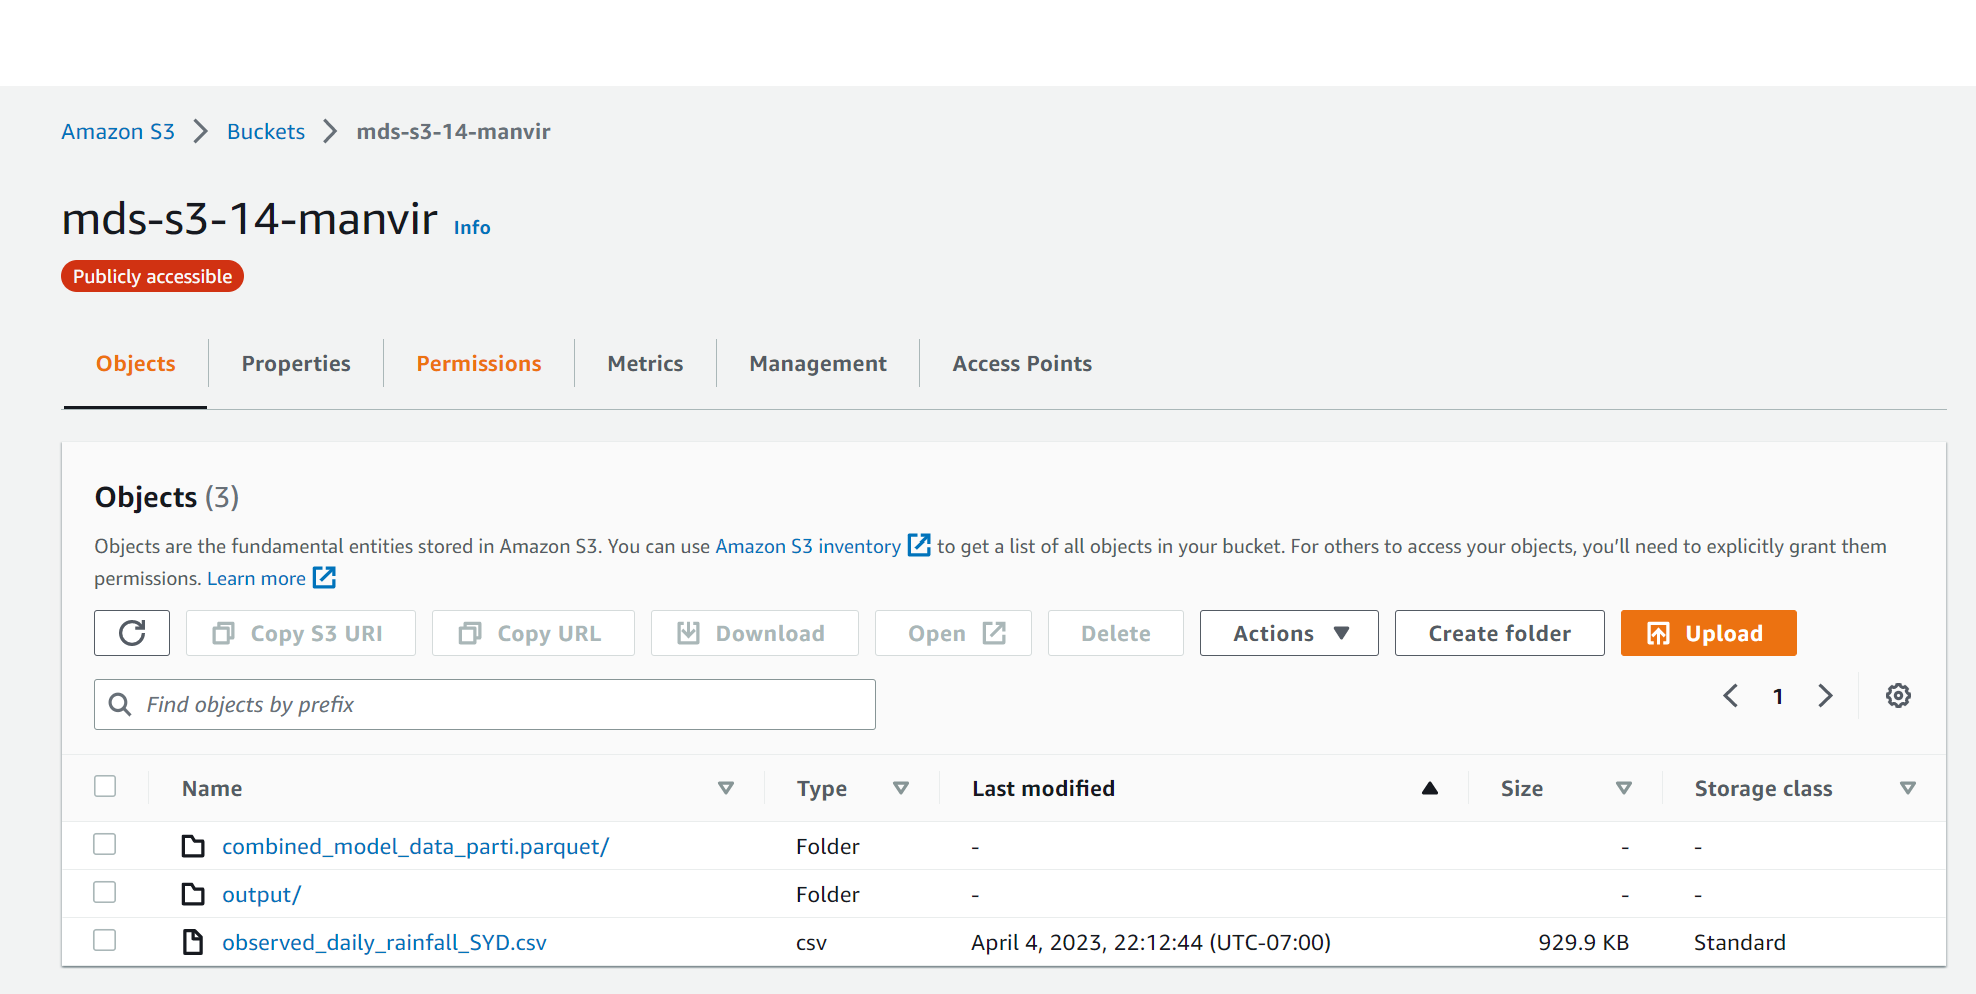 Amazon S3 Buckets mds-s3-14-manvir
mds-s3-14-manvir Info
Publicly accessible
Objects Properties Permissions Metrics Management Access Points
Objects (3)
Objects are the fundamental entities stored in Amazon S3. You can use Amazon S3 inventory to get a list of all objects in your bucket. For others to access your objects, you’ll need to explicitly grant them
permissions. Learn more
Copy S3 URI Copy URL Download Open Delete Actions Create folder Upload
Find objects by prefix 1
Name Type Last modified Size Storage class
combined_model_data_parti.parquet/ Folder - - -
output/ Folder - - -
observed_daily_rainfall_SYD.csv csv April 4, 2023, 22:12:44 (UTC-07:00) 929.9 KB Standard